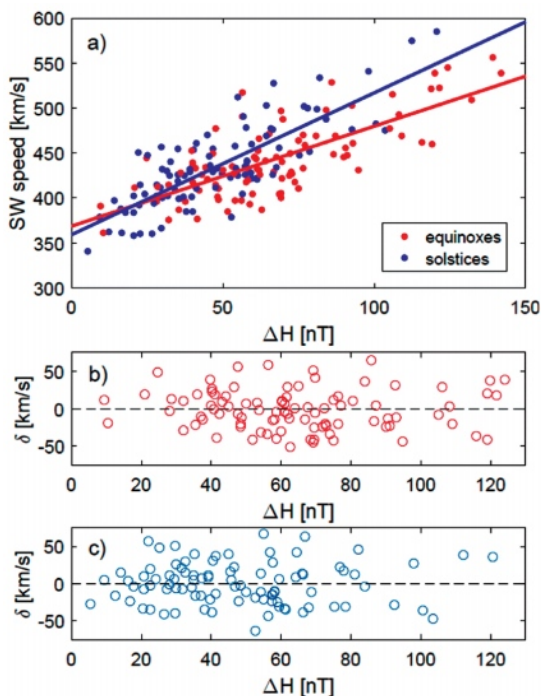 a)
600
550
500
450
400
350
300
SW speed [km/s]
equinoxes
solstices
0 50 100 150
ΔH [nT]
b)
50
0
-50
δ [km/s]
0 20 40 60 80 100 120
ΔH [nT]
c)
50
0
-50
δ [km/s]
0 20 40 60 80 100 120
ΔH [nT]